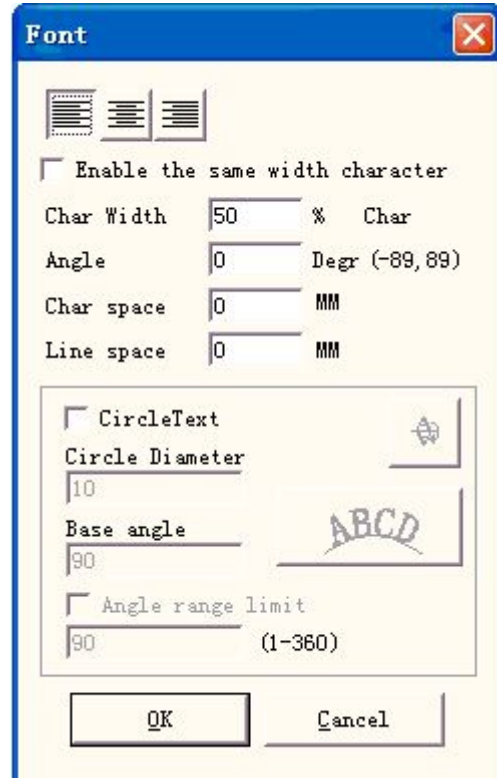 Font
Enable the same width character
Char Width 50 % Char
Angle 0 Degr (-89,89)
Char space 0 MM
Line space 0 MM
CircleText
Circle Diameter
10
ABCD
Base angle
90
Angle range limit
90 (1-360)
OK Cancel